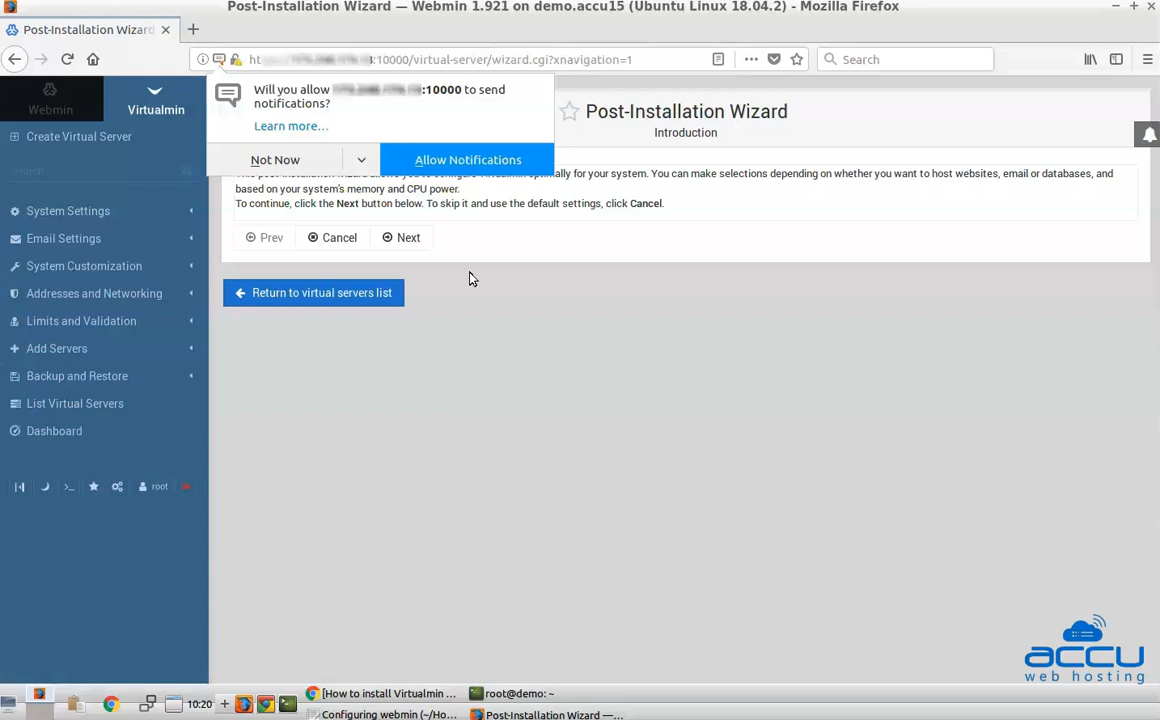 Post-Installation Wizard — Webmin 1.921 on demo.accu15 (Ubuntu Linux 18.04.2) - Mozilla Firefox
Post-Installation Wizard
ht :10000/virtual-server/wizard.cgi?xnavigation=1
Search
Webmin
Virtualmin
Create Virtual Server
Search
System Settings
Email Settings
System Customization
Addresses and Networking
Limits and Validation
Add Servers
Backup and Restore
List Virtual Servers
Dashboard
root
Will you allow :10000 to send
notifications?
Learn more…
Not Now
Allow Notifications
Post-Installation Wizard
Introduction
for your system. You can make selections depending on whether you want to host websites, email or databases, and
based on your system's memory and CPU power.
To continue, click the Next button below. To skip it and use the default settings, click Cancel.
Prev
Cancel
Next
Return to virtual servers list
accu
web hosting
10:20
[How to install Virtualmin ...
root@demo: ~
Configuring webmin (~/Ho...
Post-Installation Wizard —...